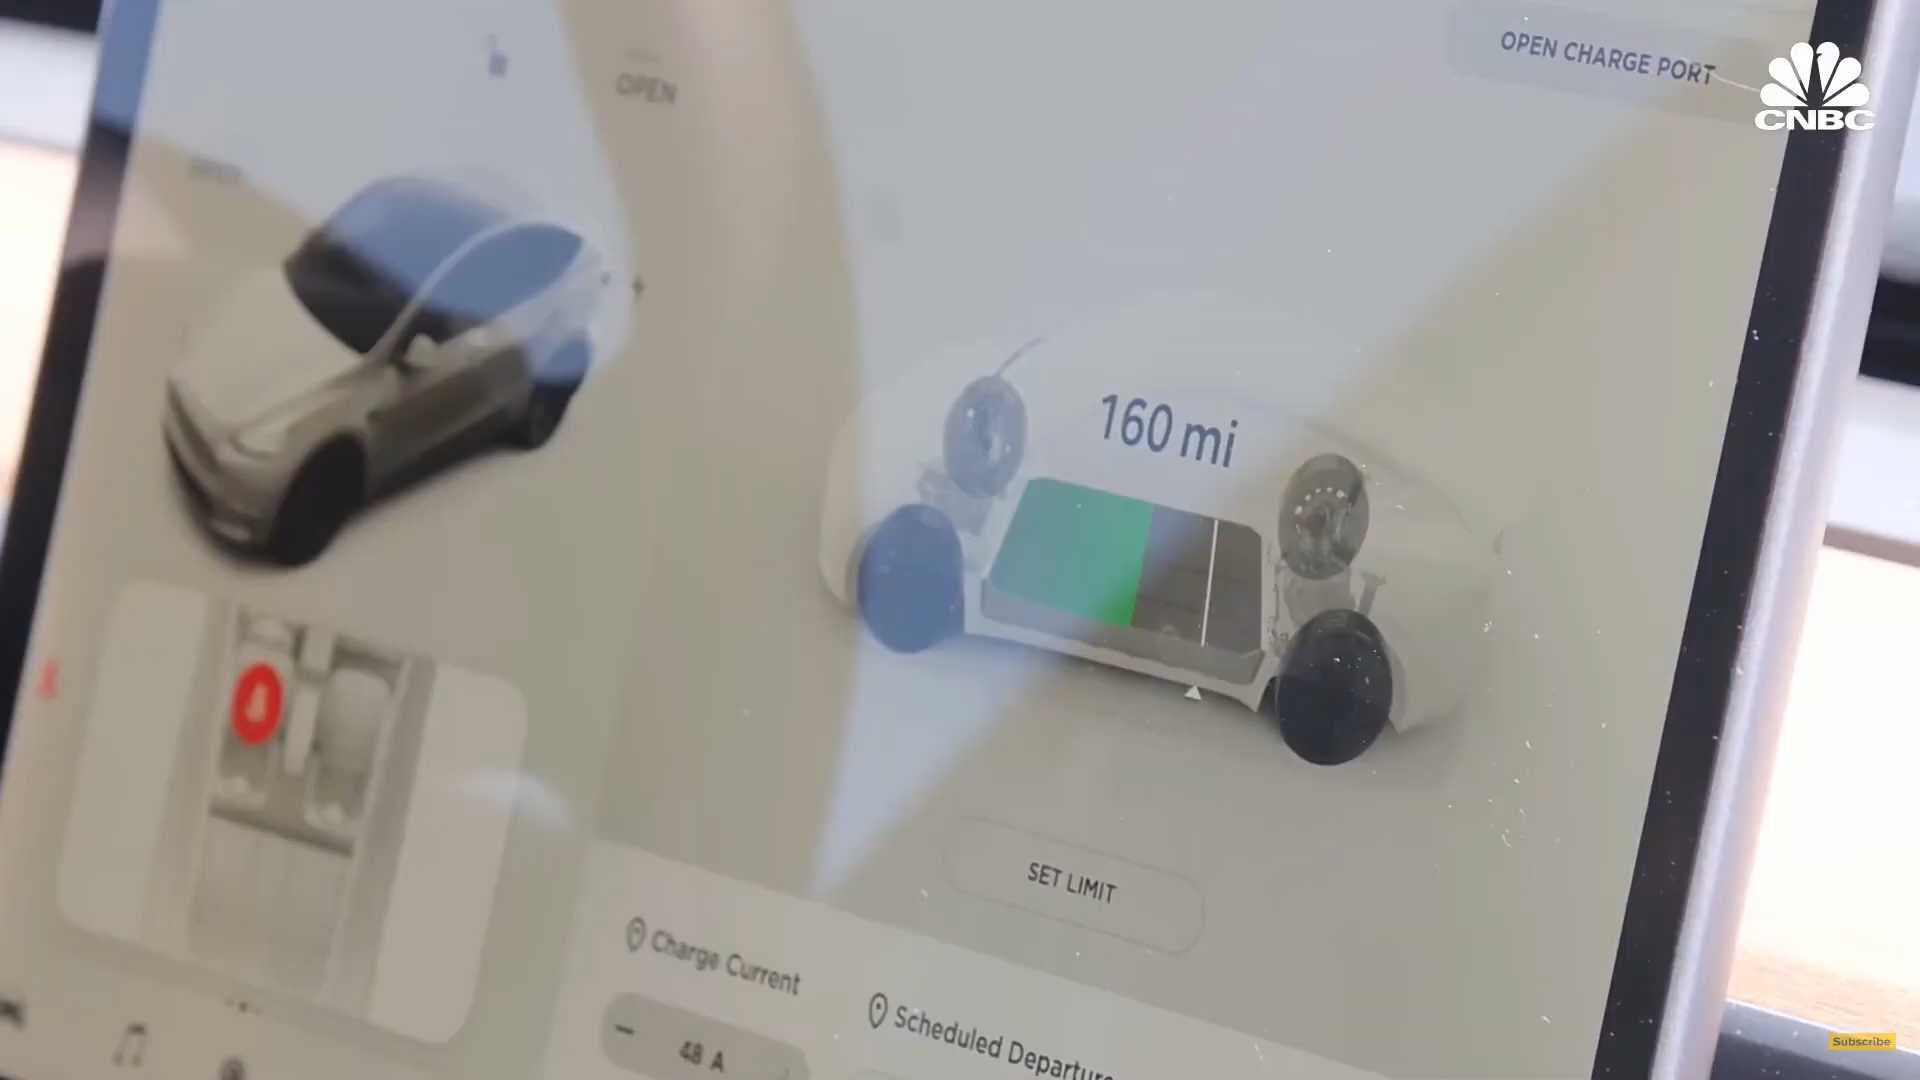 OPEN CHARGE PORT
CNBC
OPEN
160 mi
SET LIMIT
Charge Current
48 A
Scheduled Departure
Subscribe